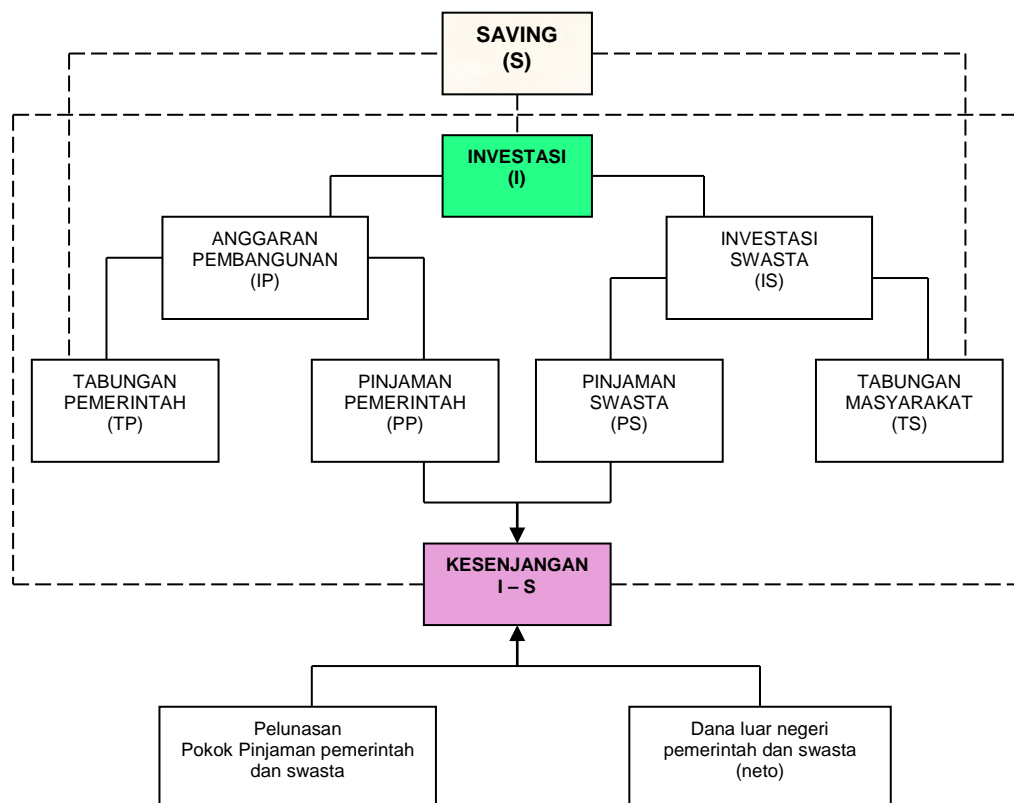 SAVING
(S)
INVESTASI
(I)
ANGGARAN
PEMBANGUNAN
(IP)
INVESTASI
SWASTA
(IS)
TABUNGAN
PEMERINTAH
(TP)
PINJAMAN
PEMERINTAH
(PP)
PINJAMAN
SWASTA
(PS)
TABUNGAN
MASYARAKAT
(TS)
KESENJANGAN
I – S
Pelunasan
Pokok Pinjaman pemerintah
dan swasta
Dana luar negeri
pemerintah dan swasta
(neto)